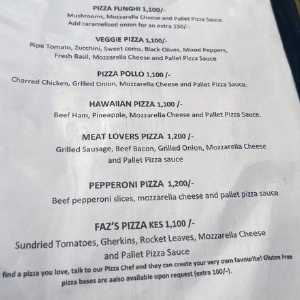 PIZZA FUNGHI 1,100/-
Mushrooms, Mozzarella Cheese and Pallet Pizza Sauce.
Add caramelised onion for an extra 150/-
VEGGIE PIZZA 1,100/-
Ripe Tomato, Zucchini, Sweet corns, Black Olives, Mixed Peppers,
Fresh Basil, Mozzarella Cheese and Pallet Pizza Sauce
PIZZA POLLO 1,100 /-
Charred Chicken, Grilled Onion, Mozzarella Cheese and Pallet Pizza Sauce.
HAWAIIAN PIZZA 1,100 /-
Beef Ham, Pineapple, Mozzarella Cheese and Pallet Pizza Sauce.
MEAT LOVERS PIZZA 1,200 /-
Grilled Sausage, Beef Bacon, Grilled Onion, Mozzarella Cheese
and Pallet Pizza sauce
PEPPERONI PIZZA 1,200/-
Beef pepperoni slices, mozzarella cheese and pallet pizza sauce
FAZ'S PIZZA KES 1,100 /-
Sundried Tomatoes, Gherkins, Rocket Leaves, Mozzarella Cheese
and Pallet Pizza Sauce
find a pizza you love, talk to our Pizza Chef and they can create your very own favourite! Gluten Free
pizza bases are aalso available upon request (extra 100/-).